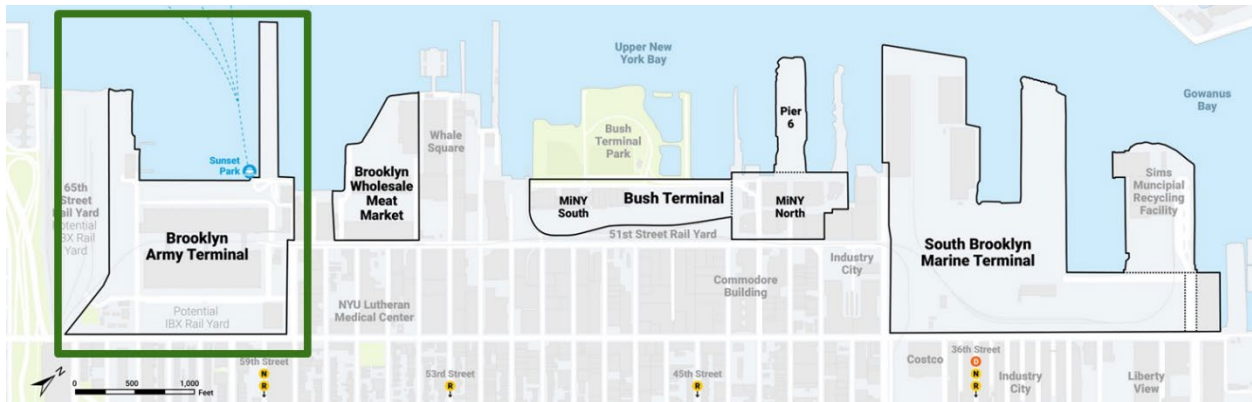 Upper New
York Bay
Gowanus
Bay
Sunset
Park
65th
Street
Rail Yard
Potential
IBX Rail
Yard
Brooklyn
Army Terminal
Potential
IBX Rail Yard
Brooklyn
Wholesale
Meat
Market
Whale
Square
NYU Lutheran
Medical Center
Bush
Terminal
Park
MiNY
South
Bush Terminal
51st Street Rail Yard
Pier
6
MiNY
North
Commodore
Building
Industry
City
South Brooklyn
Marine Terminal
Sims
Muncipial
Recycling
Facility
59th Street
N
R
53rd Street
R
45th Street
R
Costco
36th Street
D
N
R
Industry
City
Liberty
View
N
0 500 1,000
Feet